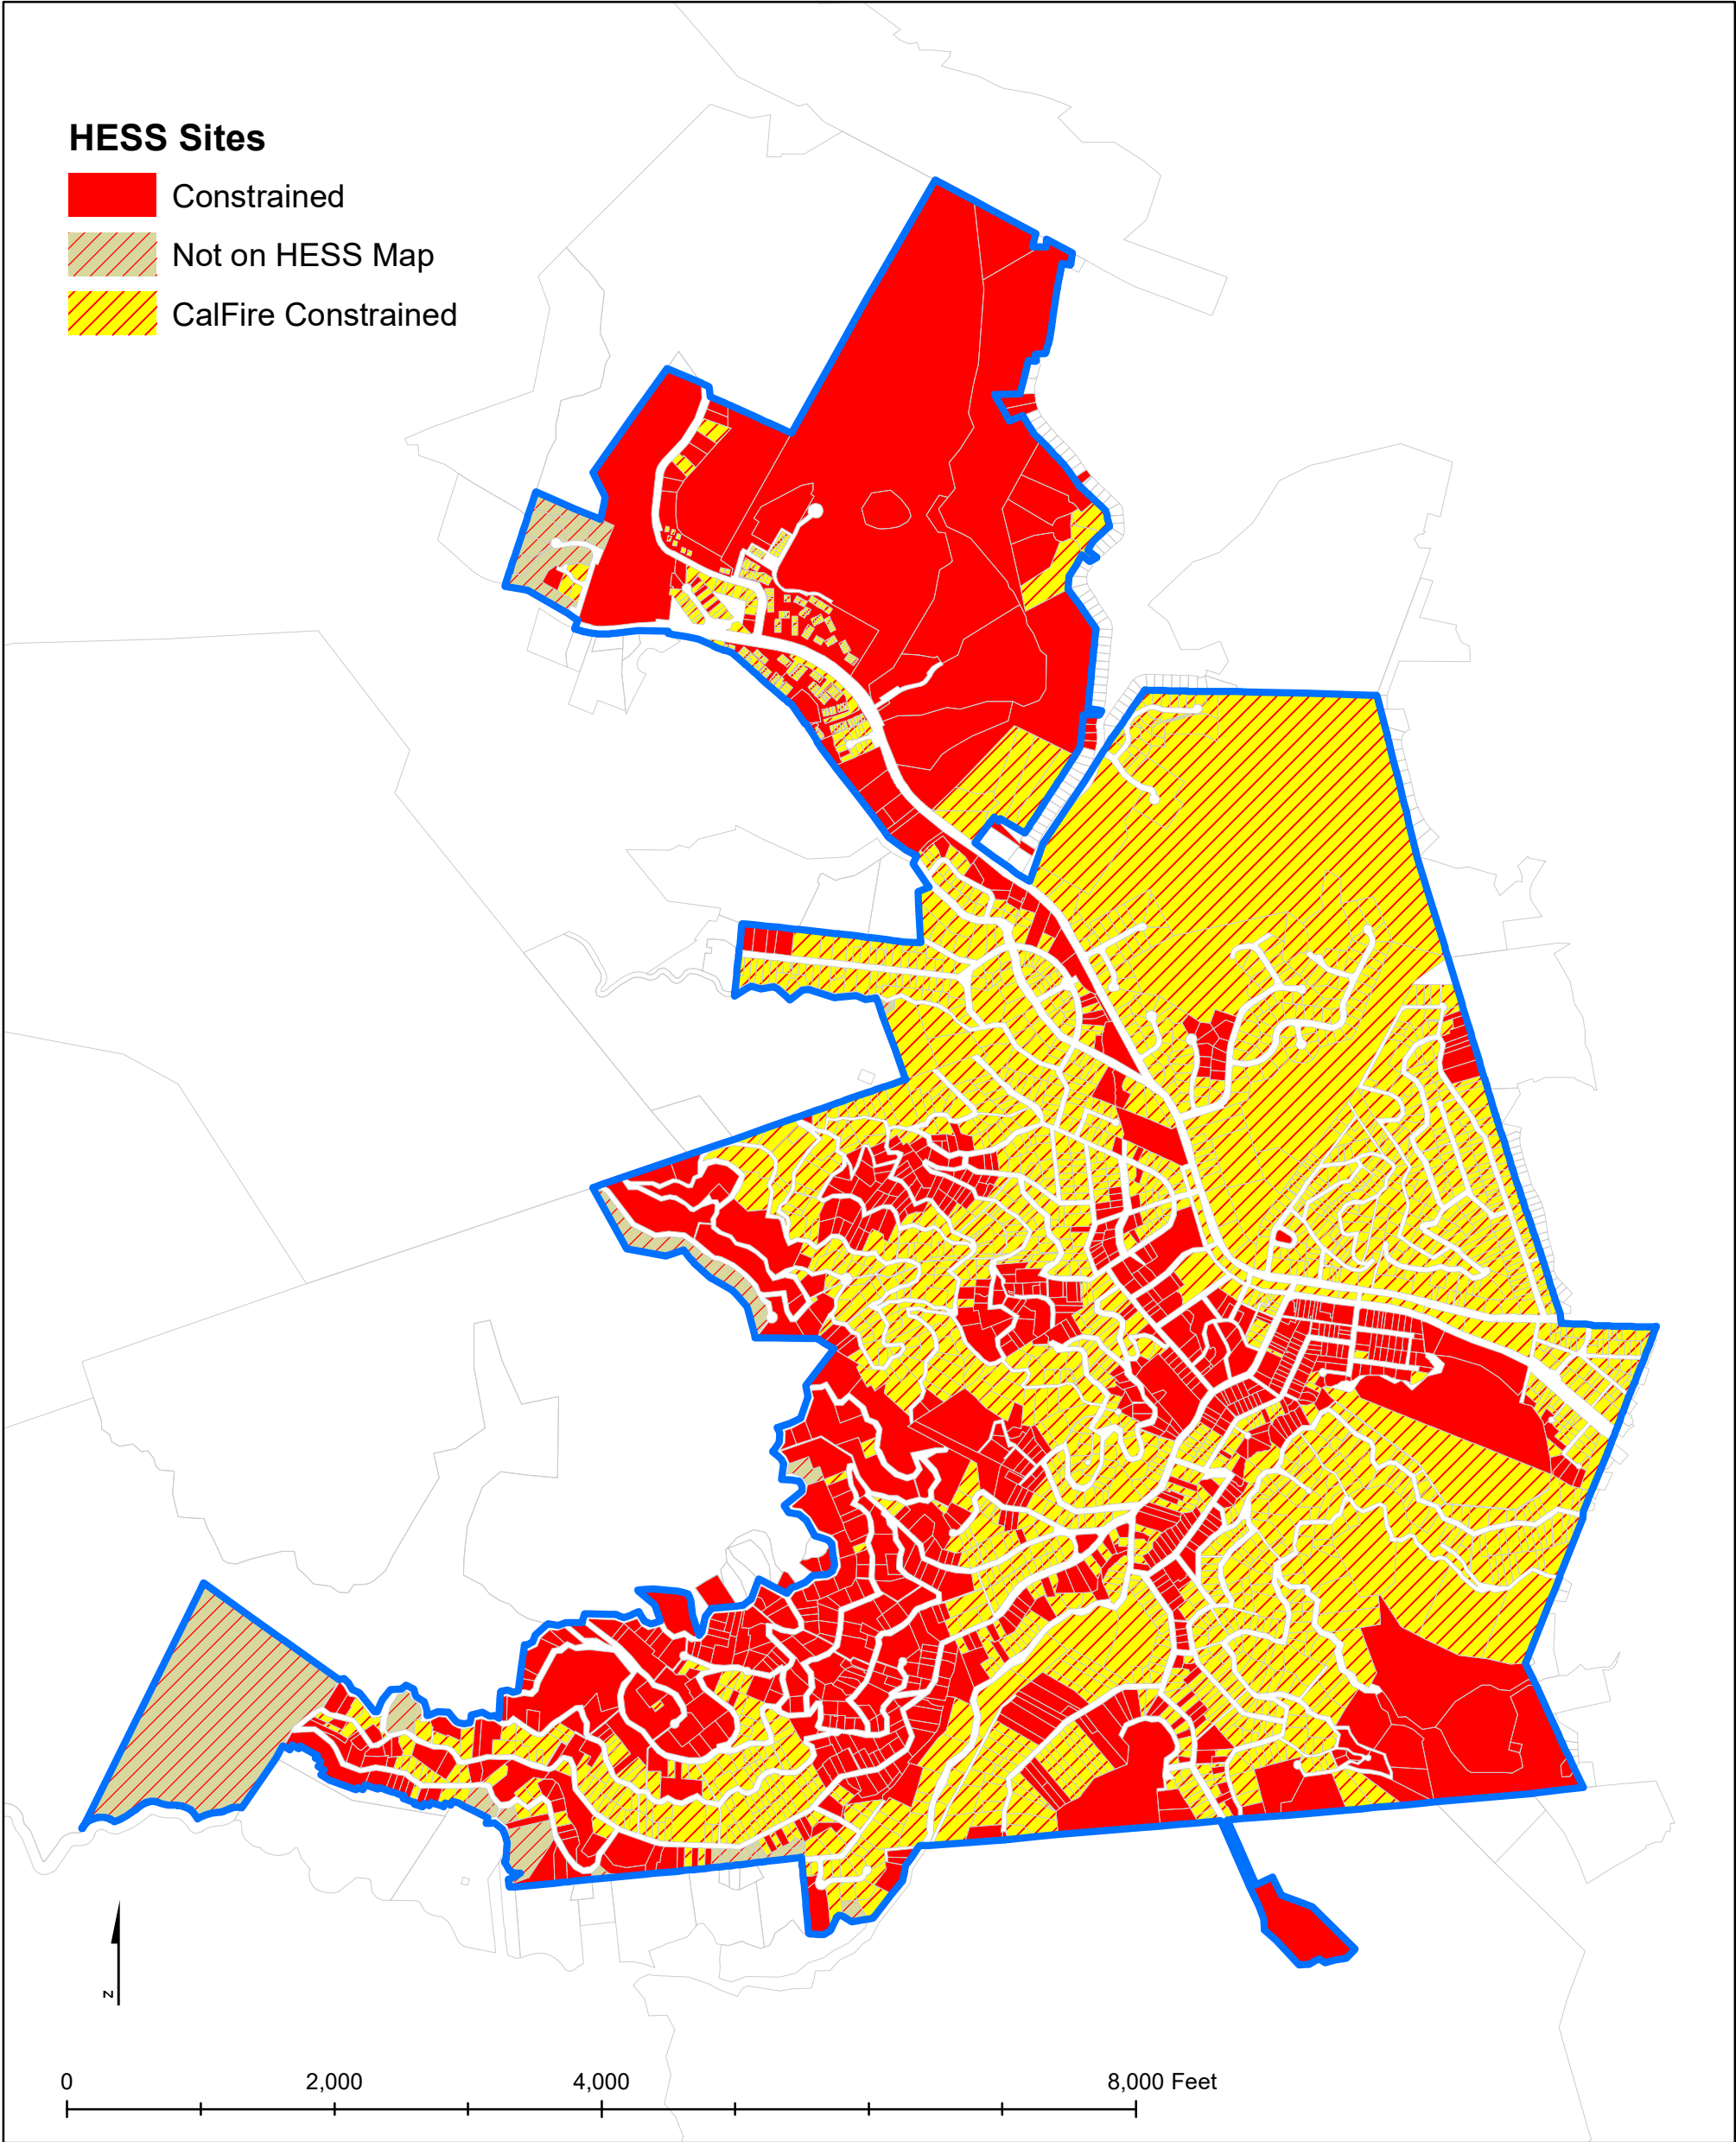 HESS Sites
Constrained
Not on HESS Map
CalFire Constrained
N
0 2,000 4,000 8,000 Feet